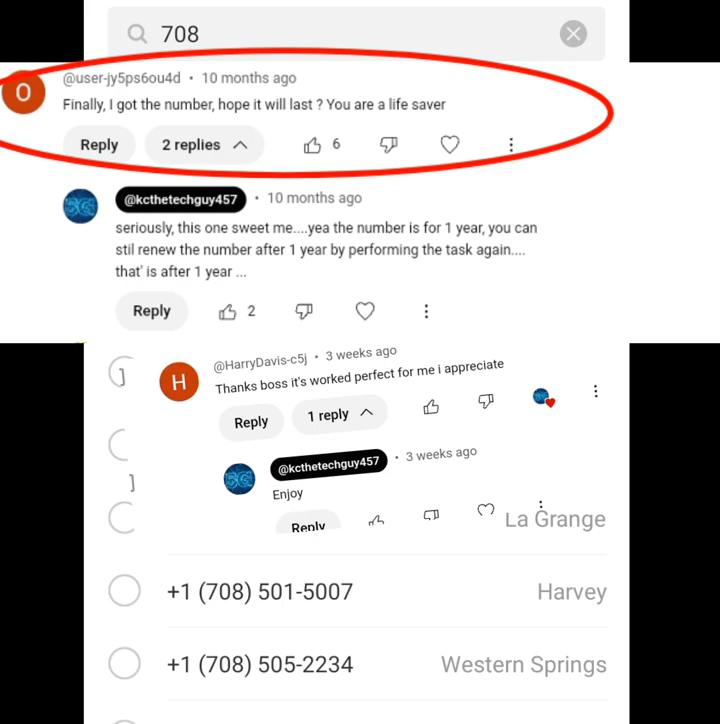 708
@user-jy5ps6ou4d • 10 months ago
O
Finally, I got the number, hope it will last ? You are a life saver
Reply
2 replies
6
@kcthetechguy457 • 10 months ago
5G
seriously, this one sweet me....yea the number is for 1 year, you can
stil renew the number after 1 year by performing the task again....
that' is after 1 year ...
Reply
2
@HarryDavis-c5j • 3 weeks ago
H
Thanks boss it's worked perfect for me i appreciate
Reply
1 reply
@kcthetechguy457 • 3 weeks ago
5G
Enjoy
Reply
La Grange
+1 (708) 501-5007 Harvey
+1 (708) 505-2234 Western Springs